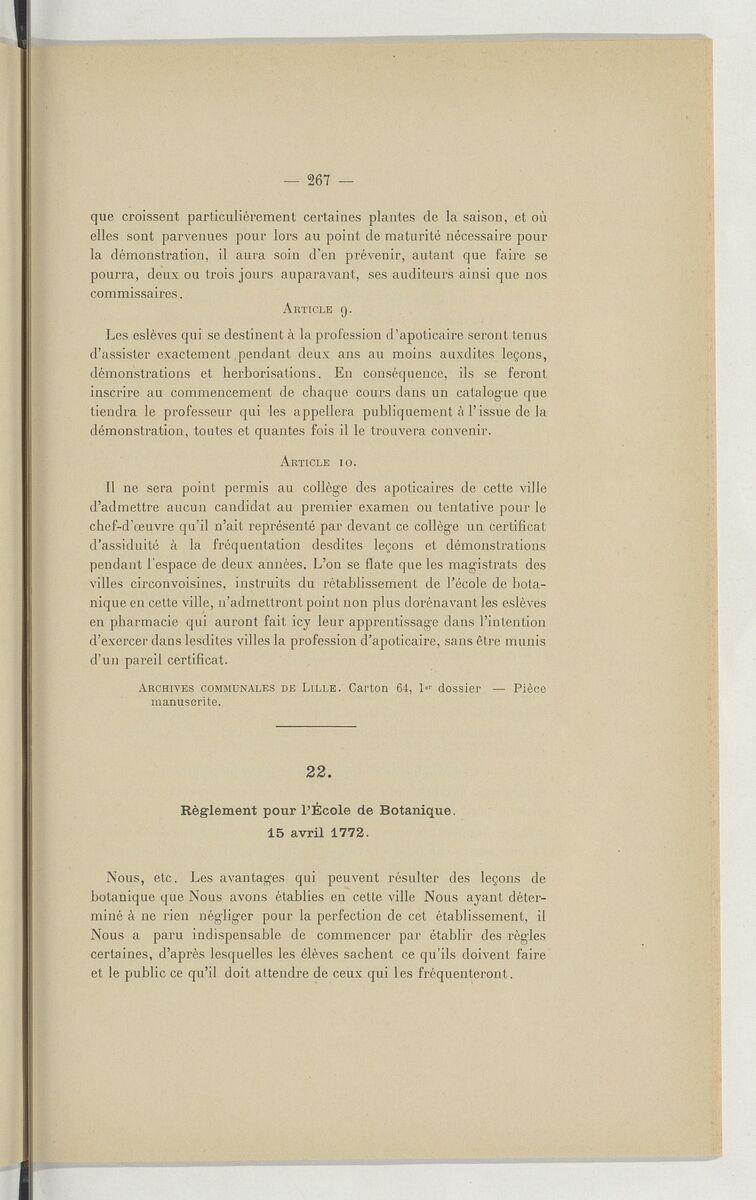 — 267 —
que croissent particulièrement certaines plantes de la saison, et où
elles sont parvenues pour lors au point de maturité nécessaire pour
la démonstration, il aura soin d'en prévenir, autant que faire se
pourra, deux ou trois jours auparavant, ses auditeurs ainsi que nos
commissaires.
Article 9.
Les eslèves qui se destinent à la profession d'apoticaire seront tenus
d'assister exactement pendant deux ans au moins auxdites leçons,
démonstrations et herborisations. En conséquence, ils se feront
inscrire au commencement de chaque cours dans un catalogue que
tiendra le professeur qui les appellera publiquement à l'issue de la
démonstration, toutes et quantes fois il le trouvera convenir.
Article 10.
Il ne sera point permis au collège des apoticaires de cette ville
d'admettre aucun candidat au premier examen ou tentative pour le
chef-d'œuvre qu'il n'ait représenté par devant ce collège un certificat
d'assiduité à la fréquentation desdites leçons et démonstrations
pendant l'espace de deux années. L'on se flate que les magistrats des
villes circonvoisines, instruits du rétablissement de l'école de bota-
nique en cette ville, n'admettront point non plus dorénavant les eslèves
en pharmacie qui auront fait icy leur apprentissage dans l'intention
d'exercer dans lesdites villes la profession d'apoticaire, sans être munis
d'un pareil certificat.
Archives communales de Lille. Carton 64, 1er dossier — Pièce
manuscrite.
22.
Règlement pour l'École de Botanique.
15 avril 1772.
Nous, etc. Les avantages qui peuvent résulter des leçons de
botanique que Nous avons établies en cette ville Nous ayant déter-
miné à ne rien négliger pour la perfection de cet établissement, il
Nous a paru indispensable de commencer par établir des règles
certaines, d'après lesquelles les élèves sachent ce qu'ils doivent faire
et le public ce qu'il doit attendre de ceux qui les fréquenteront.